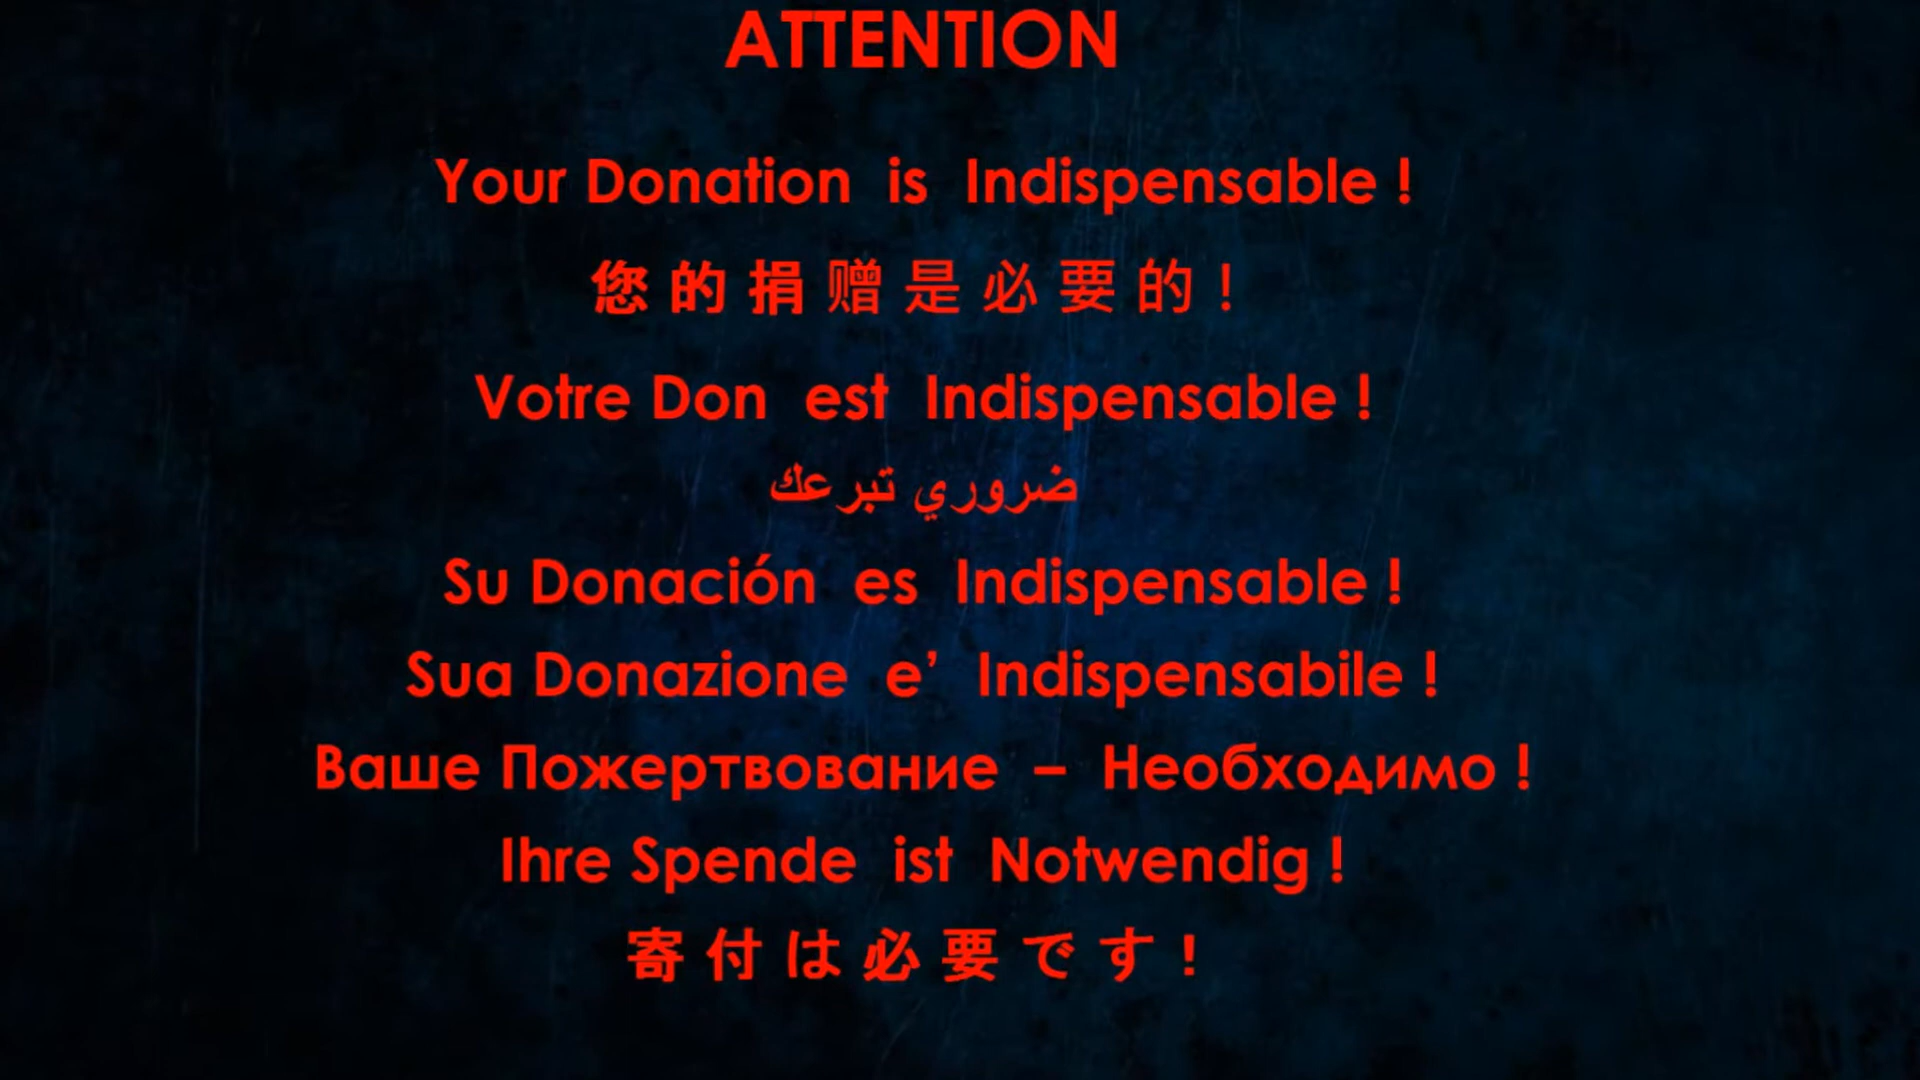 ATTENTION
Your Donation is Indispensable !
您的捐赠是必要的!
Votre Don est Indispensable !
ضروري تبرعك
Su Donación es Indispensable !
Sua Donazione e’ Indispensabile !
Ваше Пожертвование – Необходимо !
Ihre Spende ist Notwendig !
寄付は必要です!